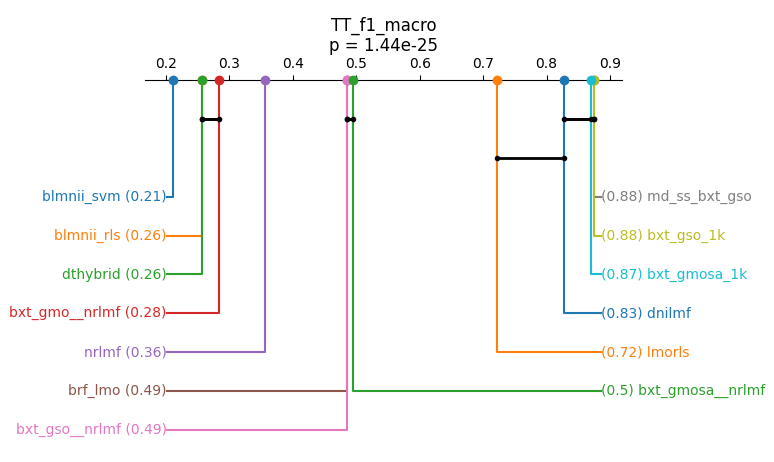 TT_f1_macro
p = 1.44e-25
0.2 0.3 0.4 0.5 0.6 0.7 0.8 0.9
blmnii_svm (0.21)
(0.88) md_ss_bxt_gso
blmnii_rls (0.26)
(0.88) bxt_gso_1k
dthybrid (0.26)
(0.87) bxt_gmosa_1k
bxt_gmo__nrlmf (0.28)
(0.83) dnilmf
nrlmf (0.36)
(0.72) lmorls
brf_lmo (0.49)
(0.5) bxt_gmosa__nrlmf
bxt_gso__nrlmf (0.49)